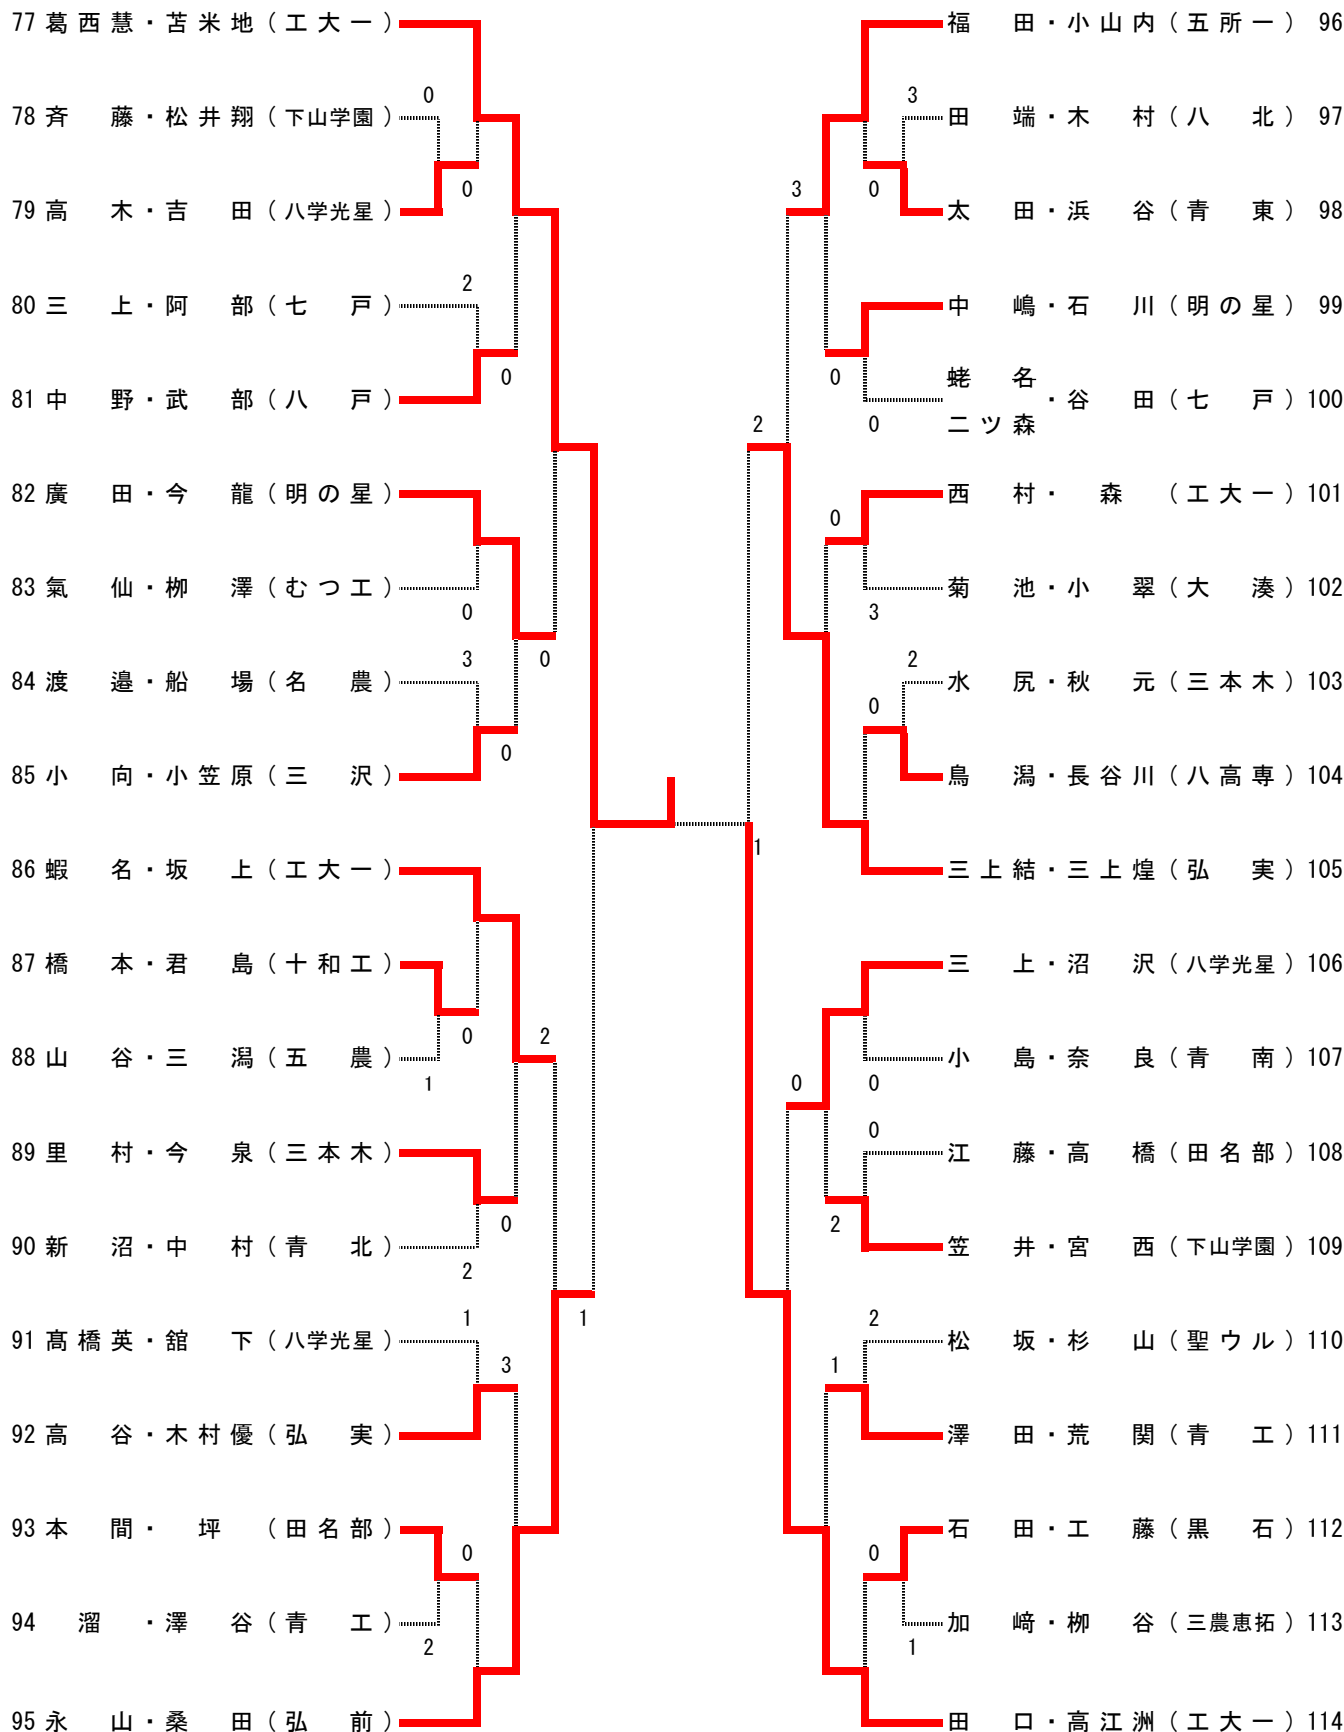 77 葛西慧・苫米地（工大一）
0
78 斉藤・松井翔（下山学園）
0
79 高木・吉田（八学光星）
2
80 三上・阿部（七戸）
0
81 中野・武部（八戸）
82 廣田・今龍（明の星）
83 氣仙・栁澤（むつ工）
0
3
0
84 渡邉・船場（名農）
0
85 小向・小笠原（三沢）
86 蝦名・坂上（工大一）
87 橋本・君島（十和工）
0
2
88 山谷・三潟（五農）
1
89 里村・今泉（三本木）
0
90 新沼・中村（青北）
2
1
1
91 髙橋英・舘下（八学光星）
3
92 高谷・木村優（弘実）
93 本間・坪（田名部）
0
94 溜・澤谷（青工）
2
95 永山・桑田（弘前）
福田・小山内（五所一）96
3
田端・木村（八北）97
3
0
太田・浜谷（青東）98
中嶋・石川（明の星）99
0
蛯名
・谷田（七戸）100
二ツ森
2
0
西村・森（工大一）101
0
菊池・小翠（大湊）102
3
2
水尻・秋元（三本木）103
0
鳥潟・長谷川（八高専）104
1
三上結・三上煌（弘実）105
三上・沼沢（八学光星）106
小島・奈良（青南）107
0
0
0
江藤・高橋（田名部）108
2
笠井・宮西（下山学園）109
2
松坂・杉山（聖ウル）110
1
澤田・荒関（青工）111
石田・工藤（黒石）112
0
加﨑・栁谷（三農恵拓）113
1
田口・高江洲（工大一）114